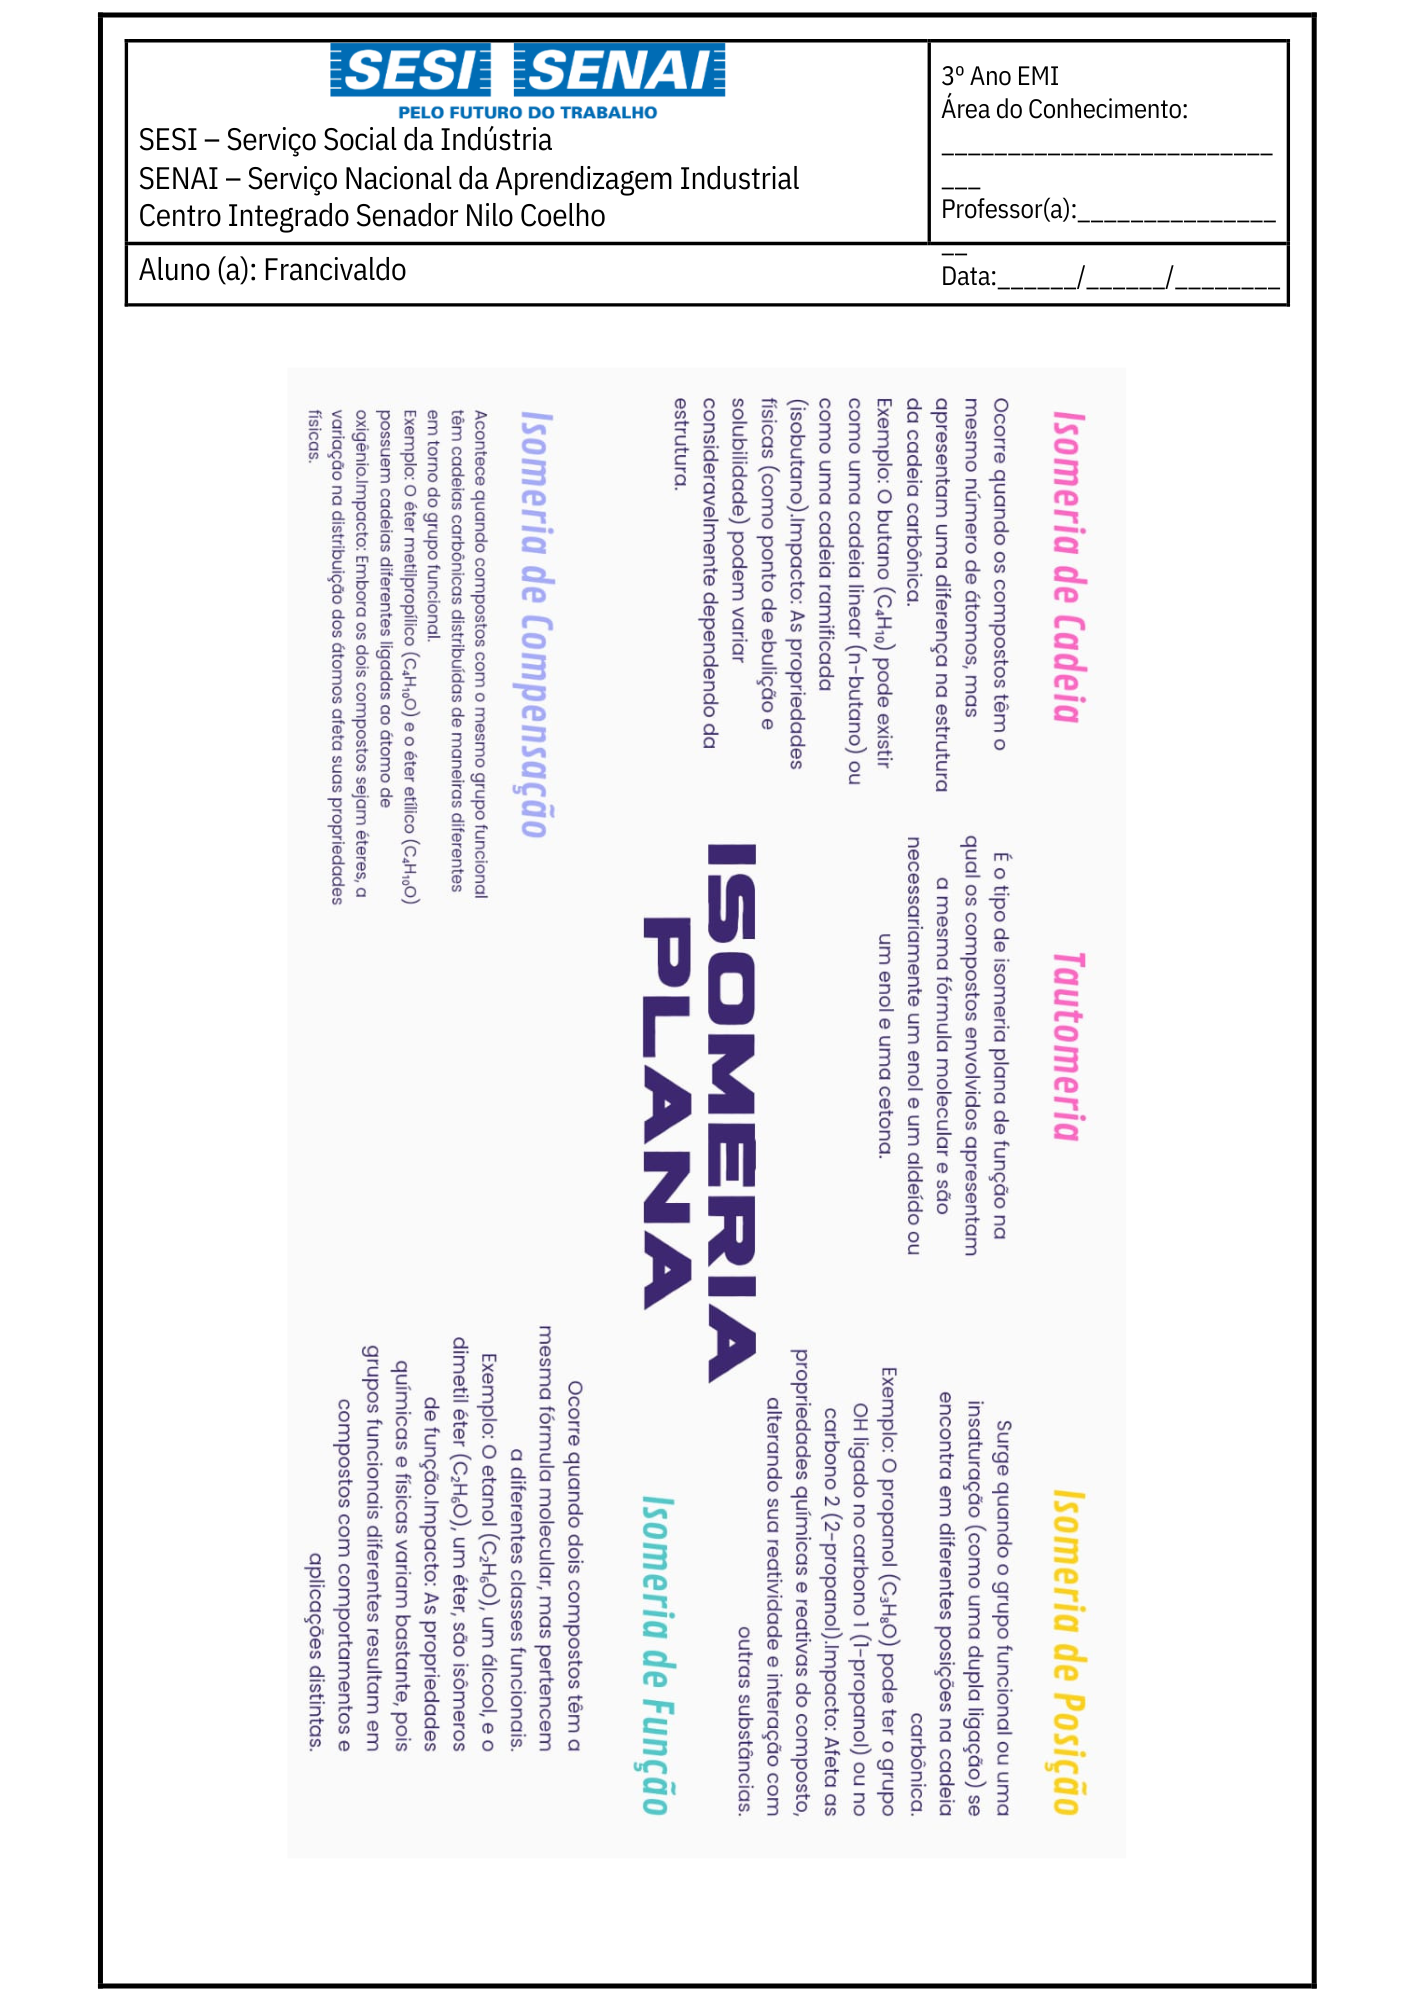 SESI SENAI
PELO FUTURO DO TRABALHO
SESI – Serviço Social da Indústria
SENAI – Serviço Nacional da Aprendizagem Industrial
Centro Integrado Senador Nilo Coelho
3º Ano EMI
Área do Conhecimento:
_________________________
___
Professor(a):_______________
__
Aluno (a): Francivaldo
Data:______/______/________
Isomeria de Cadeia
Ocorre quando os compostos têm o
mesmo número de átomos, mas
apresentam uma diferença na estrutura
da cadeia carbônica.
Exemplo: O butano (C₄H₁₀) pode existir
como uma cadeia linear (n-butano) ou
como uma cadeia ramificada
(isobutano).Impacto: As propriedades
físicas (como ponto de ebulição e
solubilidade) podem variar
consideravelmente dependendo da
estrutura.
Tautomeria
É o tipo de isomeria plana de função na
qual os compostos envolvidos apresentam
a mesma fórmula molecular e são
necessariamente um enol e um aldeído ou
um enol e uma cetona.
Isomeria de Posição
Surge quando o grupo funcional ou uma
insaturação (como uma dupla ligação) se
encontra em diferentes posições na cadeia
carbônica.
Exemplo: O propanol (C₃H₈O) pode ter o grupo
OH ligado no carbono 1 (1-propanol) ou no
carbono 2 (2-propanol).Impacto: Afeta as
propriedades químicas e reativas do composto,
alterando sua reatividade e interação com
outras substâncias.
ISOMERIA
PLANA
Isomeria de Compensação
Acontece quando compostos com o mesmo grupo funcional
têm cadeias carbônicas distribuídas de maneiras diferentes
em torno do grupo funcional.
Exemplo: O éter metilpropílico (C₄H₁₀O) e o éter etílico (C₄H₁₀O)
possuem cadeias diferentes ligadas ao átomo de
oxigênio.Impacto: Embora os dois compostos sejam éteres, a
variação na distribuição dos átomos afeta suas propriedades
físicas.
Isomeria de Função
Ocorre quando dois compostos têm a
mesma fórmula molecular, mas pertencem
a diferentes classes funcionais.
Exemplo: O etanol (C₂H₆O), um álcool, e o
dimetil éter (C₂H₆O), um éter, são isômeros
de função.Impacto: As propriedades
químicas e físicas variam bastante, pois
grupos funcionais diferentes resultam em
compostos com comportamentos e
aplicações distintas.